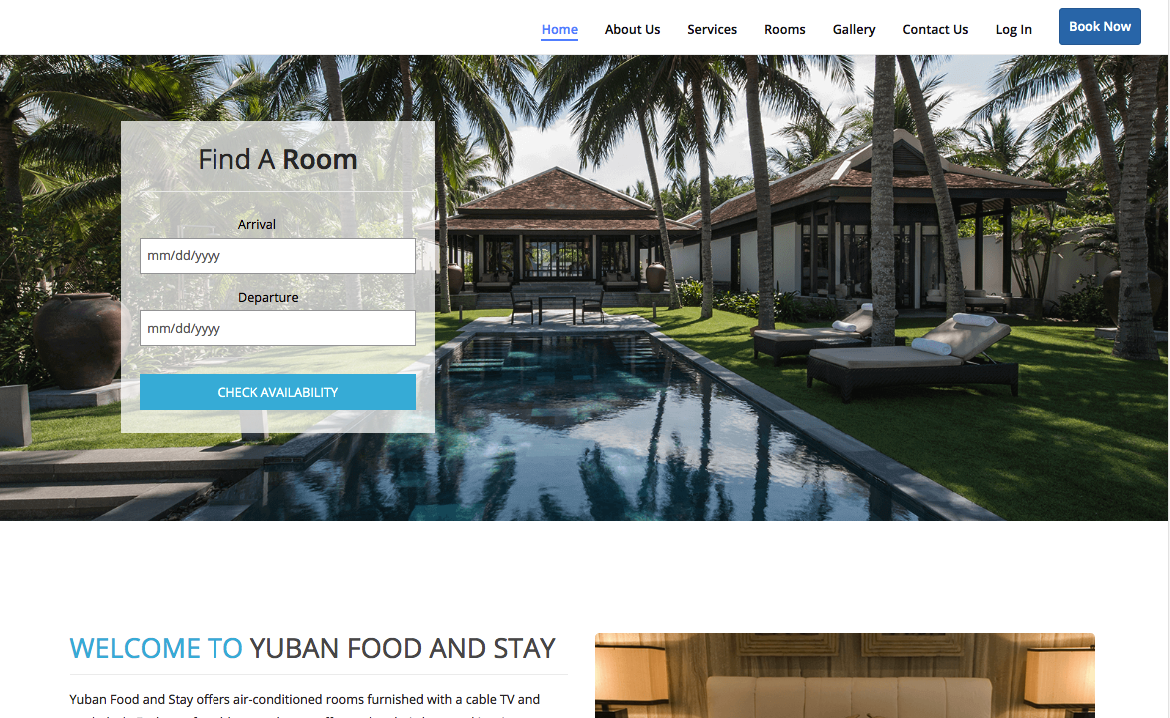 Home About Us Services Rooms Gallery Contact Us Log In Book Now
Find A Room
Arrival
mm/dd/yyyy
Departure
mm/dd/yyyy
CHECK AVAILABILITY
WELCOME TO YUBAN FOOD AND STAY
Yuban Food and Stay offers air-conditioned rooms furnished with a cable TV and